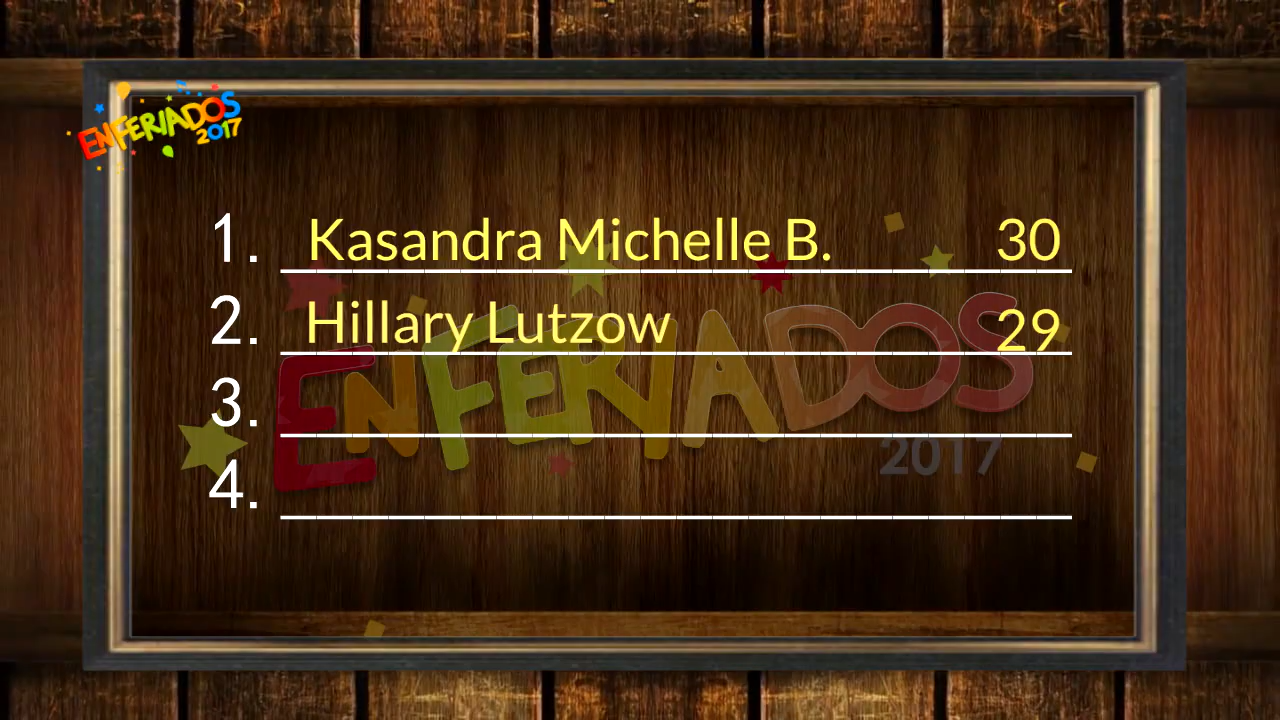 ENFERIADOS
2017
1. Kasandra Michelle B. 30
2. Hillary Lutzow 29
3.
4.
ENFERIADOS
2017